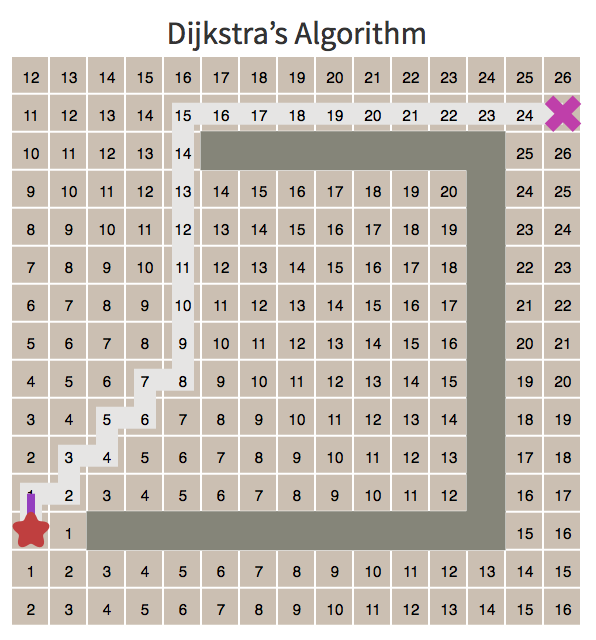 Dijkstra’s Algorithm
12 13 14 15 16 17 18 19 20 21 22 23 24 25 26
11 12 13 14 15 16 17 18 19 20 21 22 23 24
10 11 12 13 14 25 26
9 10 11 12 13 14 15 16 17 18 19 20 24 25
8 9 10 11 12 13 14 15 16 17 18 19 23 24
7 8 9 10 11 12 13 14 15 16 17 18 22 23
6 7 8 9 10 11 12 13 14 15 16 17 21 22
5 6 7 8 9 10 11 12 13 14 15 16 20 21
4 5 6 7 8 9 10 11 12 13 14 15 19 20
3 4 5 6 7 8 9 10 11 12 13 14 18 19
2 3 4 5 6 7 8 9 10 11 12 13 17 18
1 2 3 4 5 6 7 8 9 10 11 12 16 17
1 15 16
1 2 3 4 5 6 7 8 9 10 11 12 13 14 15
2 3 4 5 6 7 8 9 10 11 12 13 14 15 16